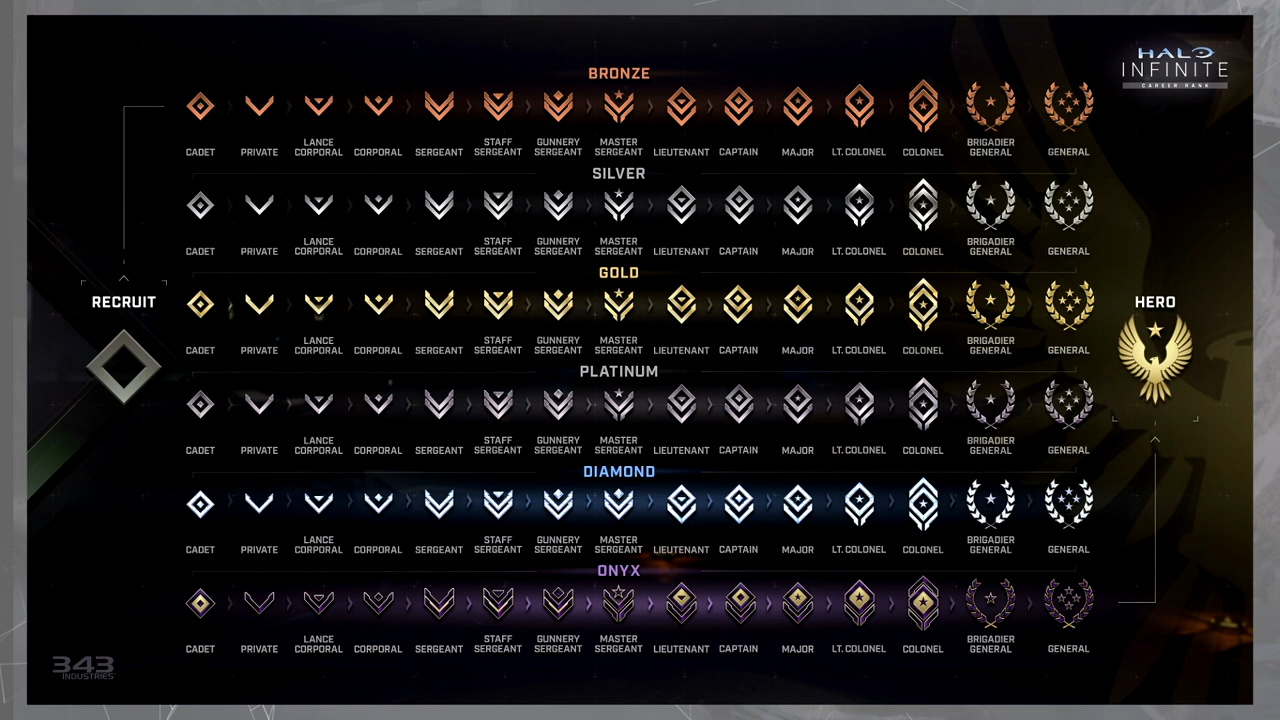 HALO
INFINITE
CAREER RANK
BRONZE
CADET PRIVATE LANCE CORPORAL CORPORAL SERGEANT STAFF SERGEANT GUNNERY SERGEANT MASTER SERGEANT LIEUTENANT CAPTAIN MAJOR LT. COLONEL COLONEL BRIGADIER GENERAL GENERAL
SILVER
CADET PRIVATE LANCE CORPORAL CORPORAL SERGEANT STAFF SERGEANT GUNNERY SERGEANT MASTER SERGEANT LIEUTENANT CAPTAIN MAJOR LT. COLONEL COLONEL BRIGADIER GENERAL GENERAL
GOLD
RECRUIT
HERO
CADET PRIVATE LANCE CORPORAL CORPORAL SERGEANT STAFF SERGEANT GUNNERY SERGEANT MASTER SERGEANT LIEUTENANT CAPTAIN MAJOR LT. COLONEL COLONEL BRIGADIER GENERAL GENERAL
PLATINUM
CADET PRIVATE LANCE CORPORAL CORPORAL SERGEANT STAFF SERGEANT GUNNERY SERGEANT MASTER SERGEANT LIEUTENANT CAPTAIN MAJOR LT. COLONEL COLONEL BRIGADIER GENERAL GENERAL
DIAMOND
CADET PRIVATE LANCE CORPORAL CORPORAL SERGEANT STAFF SERGEANT GUNNERY SERGEANT MASTER SERGEANT LIEUTENANT CAPTAIN MAJOR LT. COLONEL COLONEL BRIGADIER GENERAL GENERAL
ONYX
CADET PRIVATE LANCE CORPORAL CORPORAL SERGEANT STAFF SERGEANT GUNNERY SERGEANT MASTER SERGEANT LIEUTENANT CAPTAIN MAJOR LT. COLONEL COLONEL BRIGADIER GENERAL GENERAL
343
INDUSTRIES